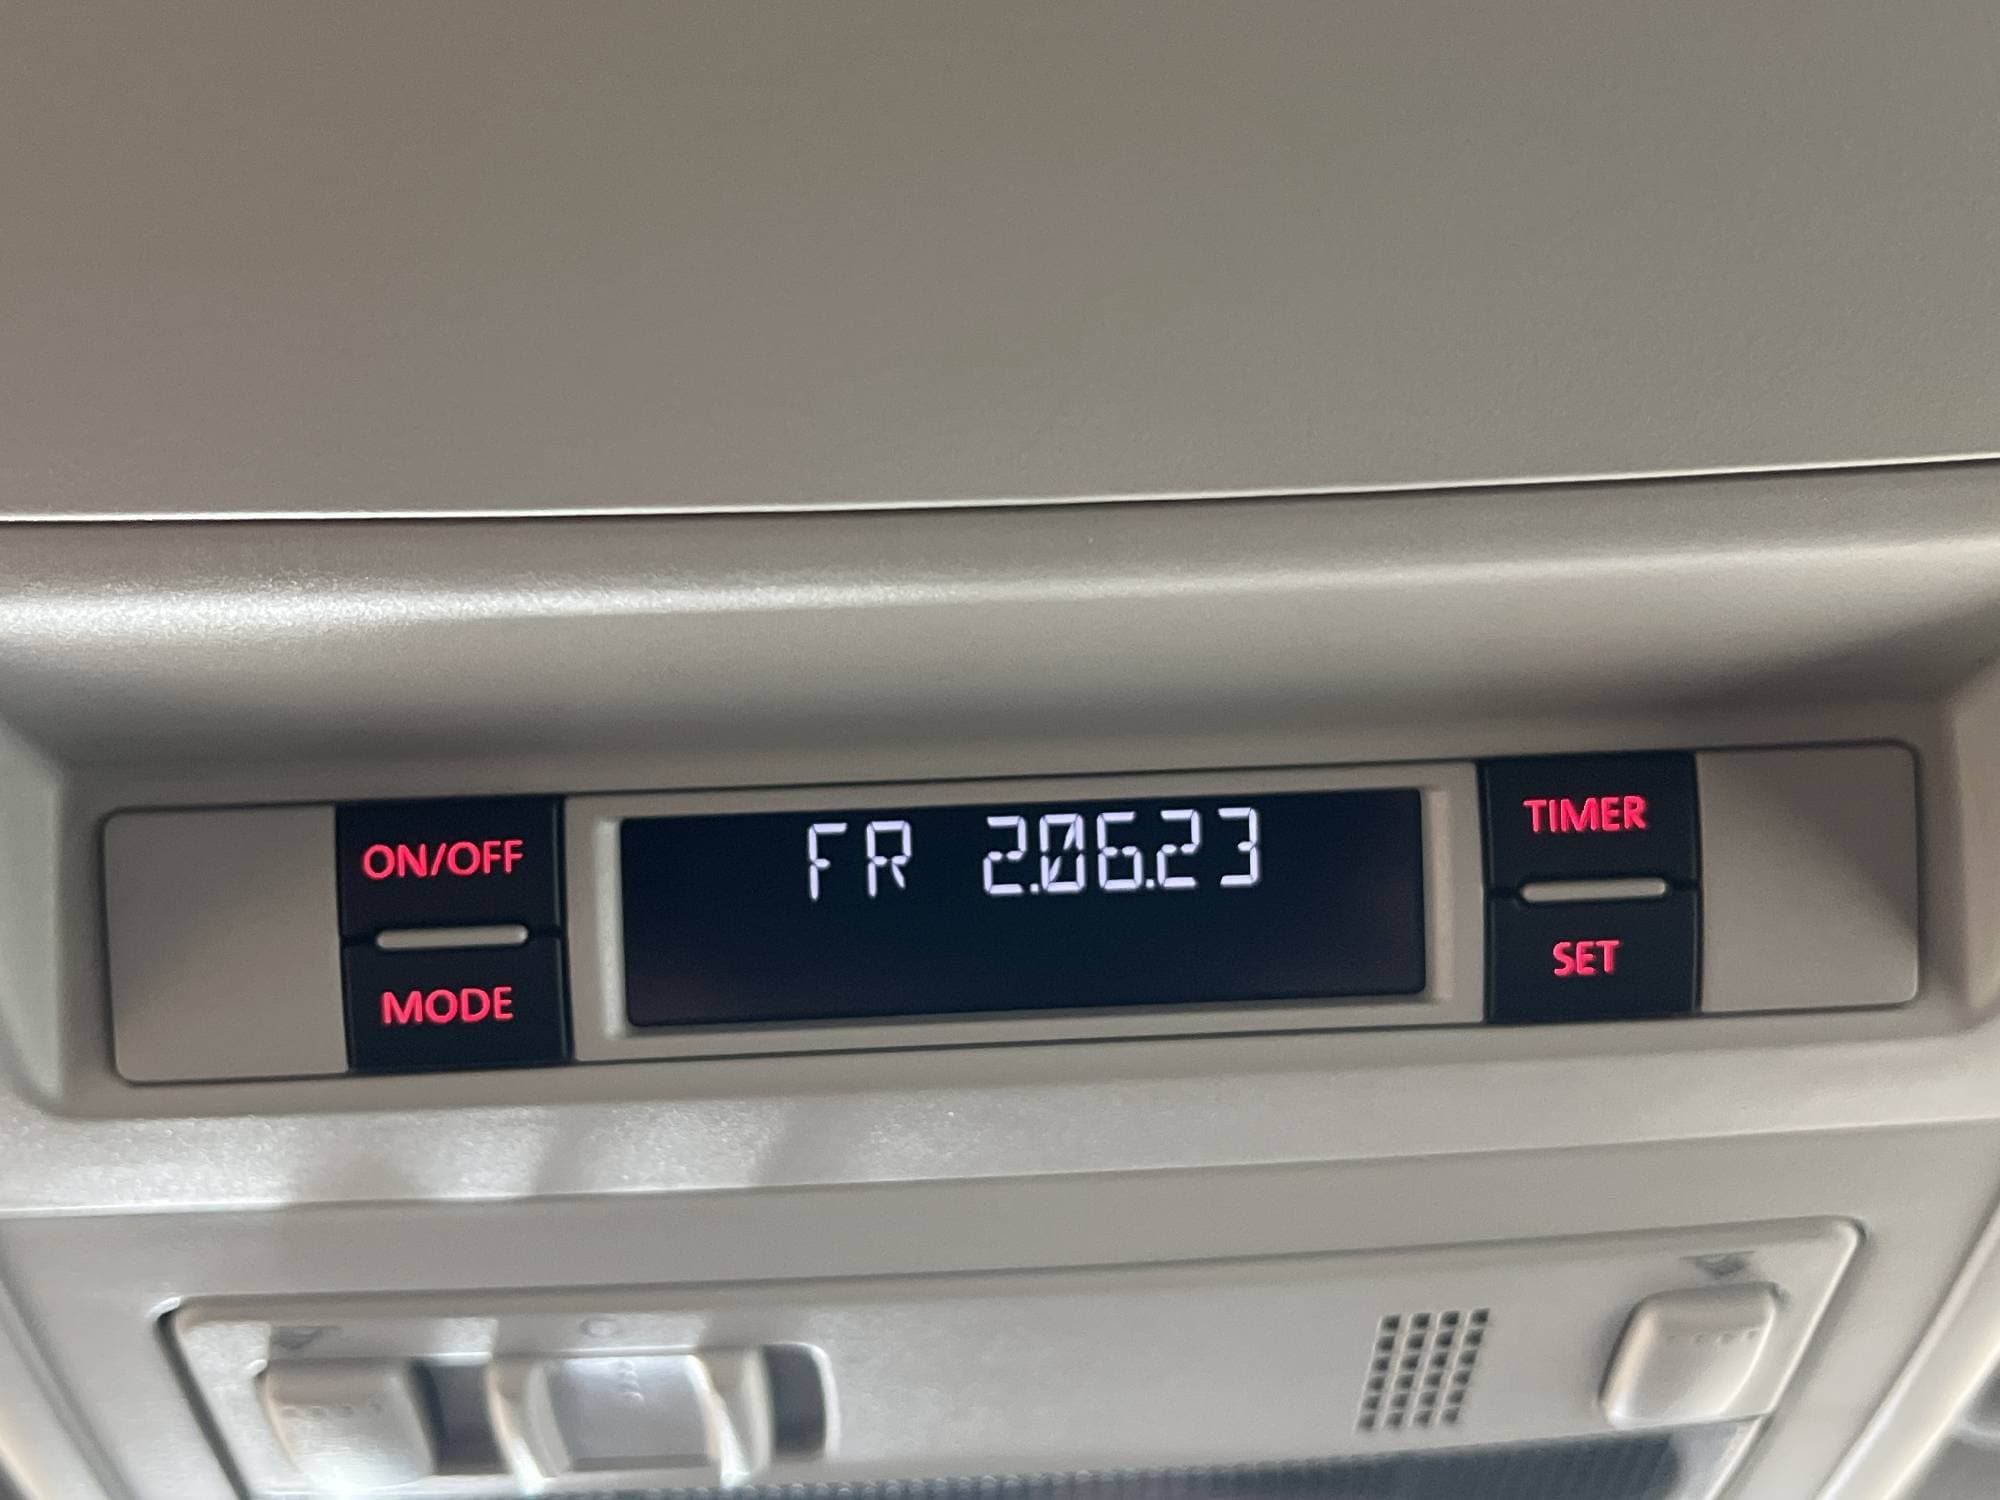 ON/OFF
MODE
FR 2.06.23
TIMER
SET